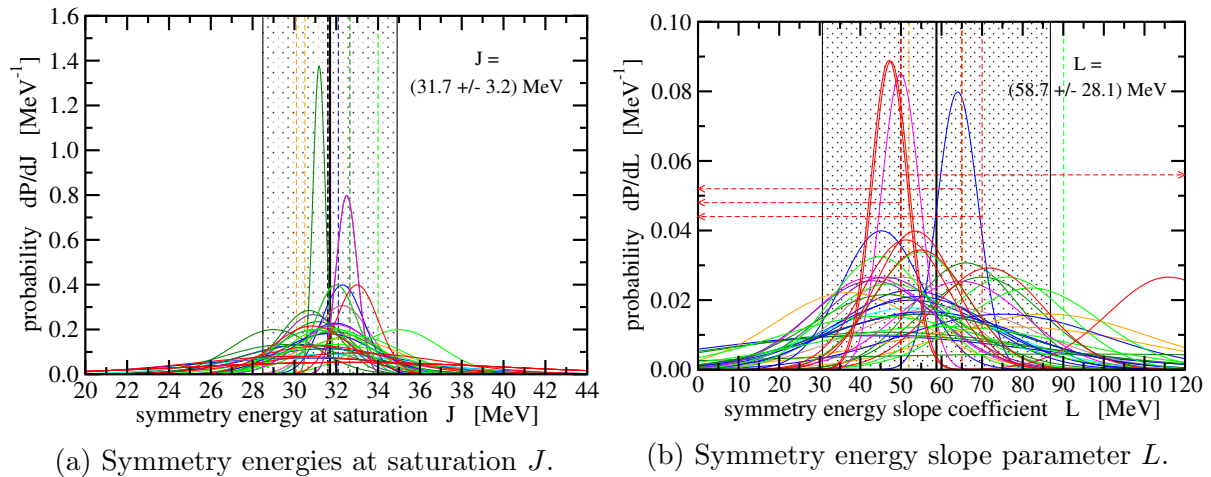 1.6
1.4
1.2
1.0
0.8
0.6
0.4
0.2
0.0
probability dP/dJ [MeV⁻¹]
J =
(31.7 +/- 3.2) MeV
20 22 24 26 28 30 32 34 36 38 40 42 44
symmetry energy at saturation J [MeV]
(a) Symmetry energies at saturation J.
0.10
0.08
0.06
0.04
0.02
0.00
probability dP/dL [MeV⁻¹]
L =
(58.7 +/- 28.1) MeV
0 10 20 30 40 50 60 70 80 90 100 110 120
symmetry energy slope coefficient L [MeV]
(b) Symmetry energy slope parameter L.